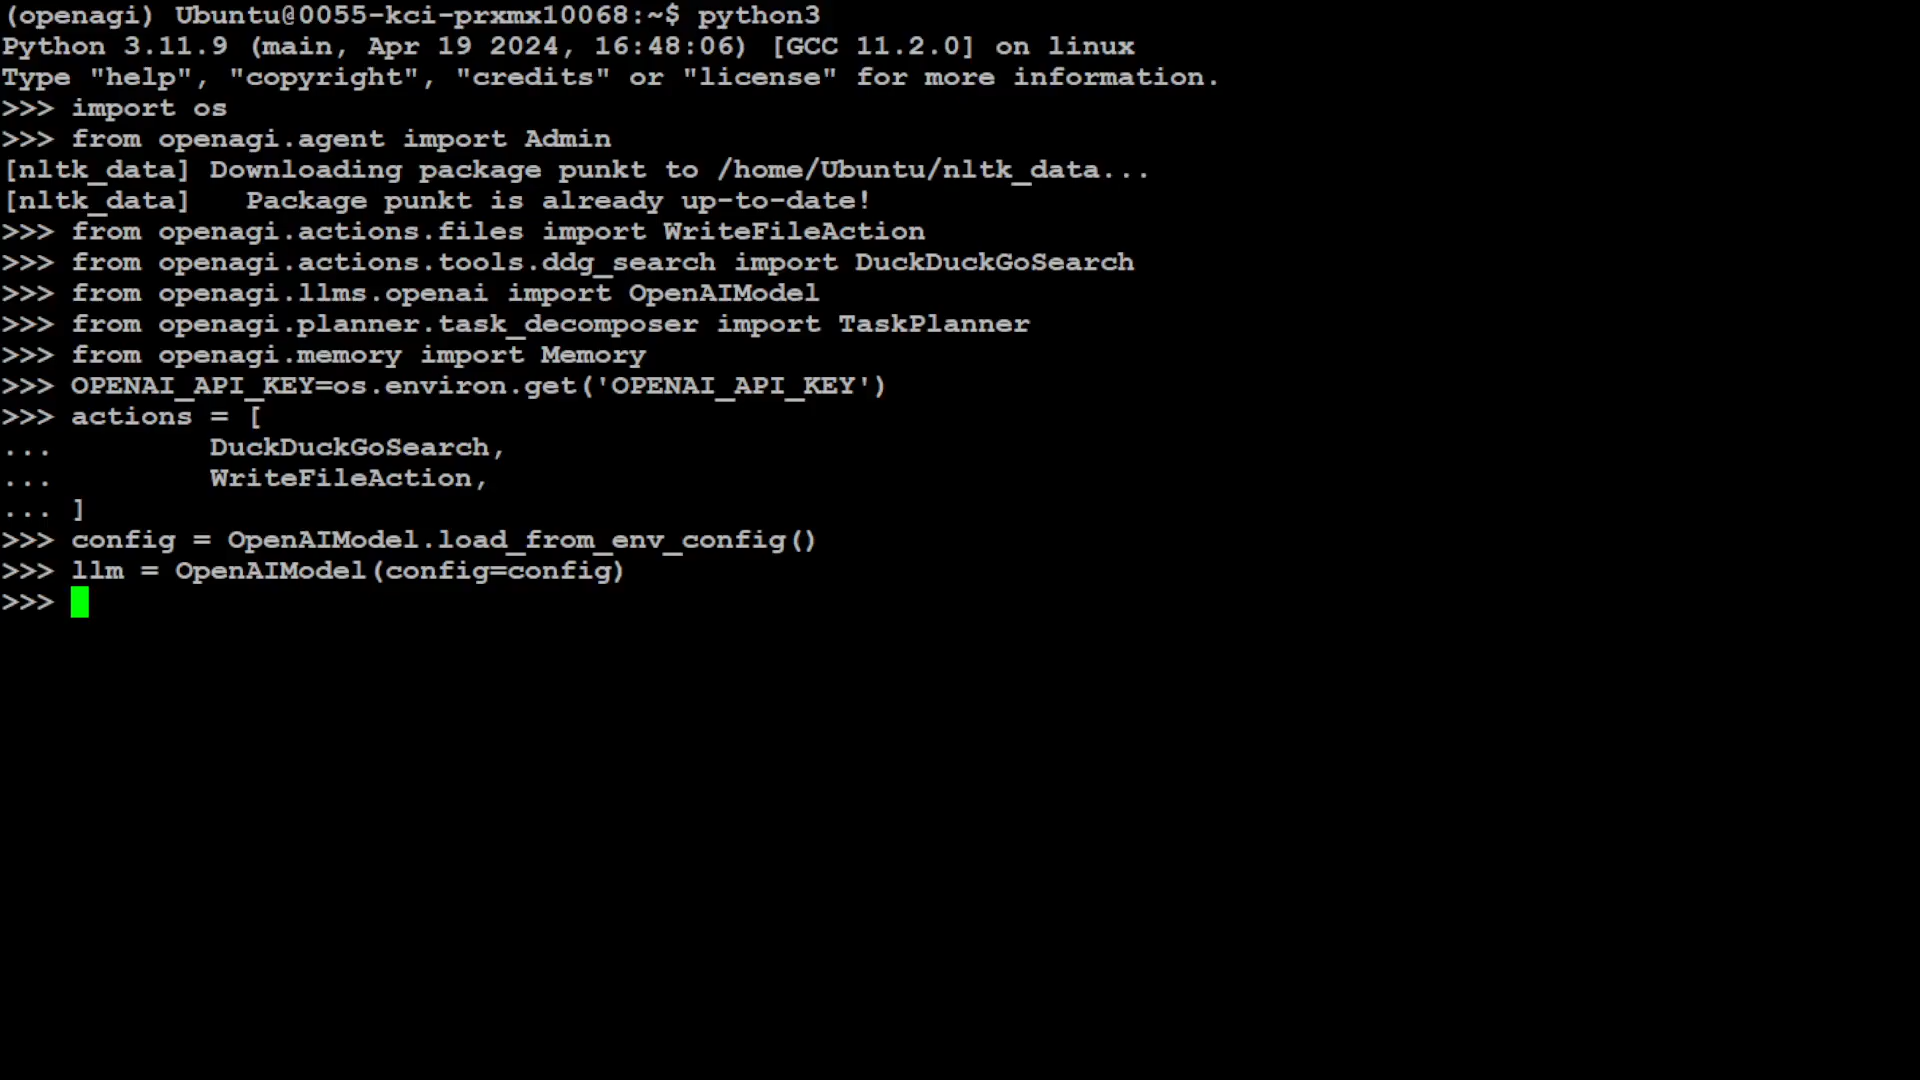 (openagi) Ubuntu@0055-kci-prxmx10068:~$ python3
Python 3.11.9 (main, Apr 19 2024, 16:48:06) [GCC 11.2.0] on linux
Type "help", "copyright", "credits" or "license" for more information.
>>> import os
>>> from openagi.agent import Admin
[nltk_data] Downloading package punkt to /home/Ubuntu/nltk_data...
[nltk_data]   Package punkt is already up-to-date!
>>> from openagi.actions.files import WriteFileAction
>>> from openagi.actions.tools.ddg_search import DuckDuckGoSearch
>>> from openagi.llms.openai import OpenAIModel
>>> from openagi.planner.task_decomposer import TaskPlanner
>>> from openagi.memory import Memory
>>> OPENAI_API_KEY=os.environ.get('OPENAI_API_KEY')
>>> actions = [
...         DuckDuckGoSearch,
...         WriteFileAction,
... ]
>>> config = OpenAIModel.load_from_env_config()
>>> llm = OpenAIModel(config=config)
>>>